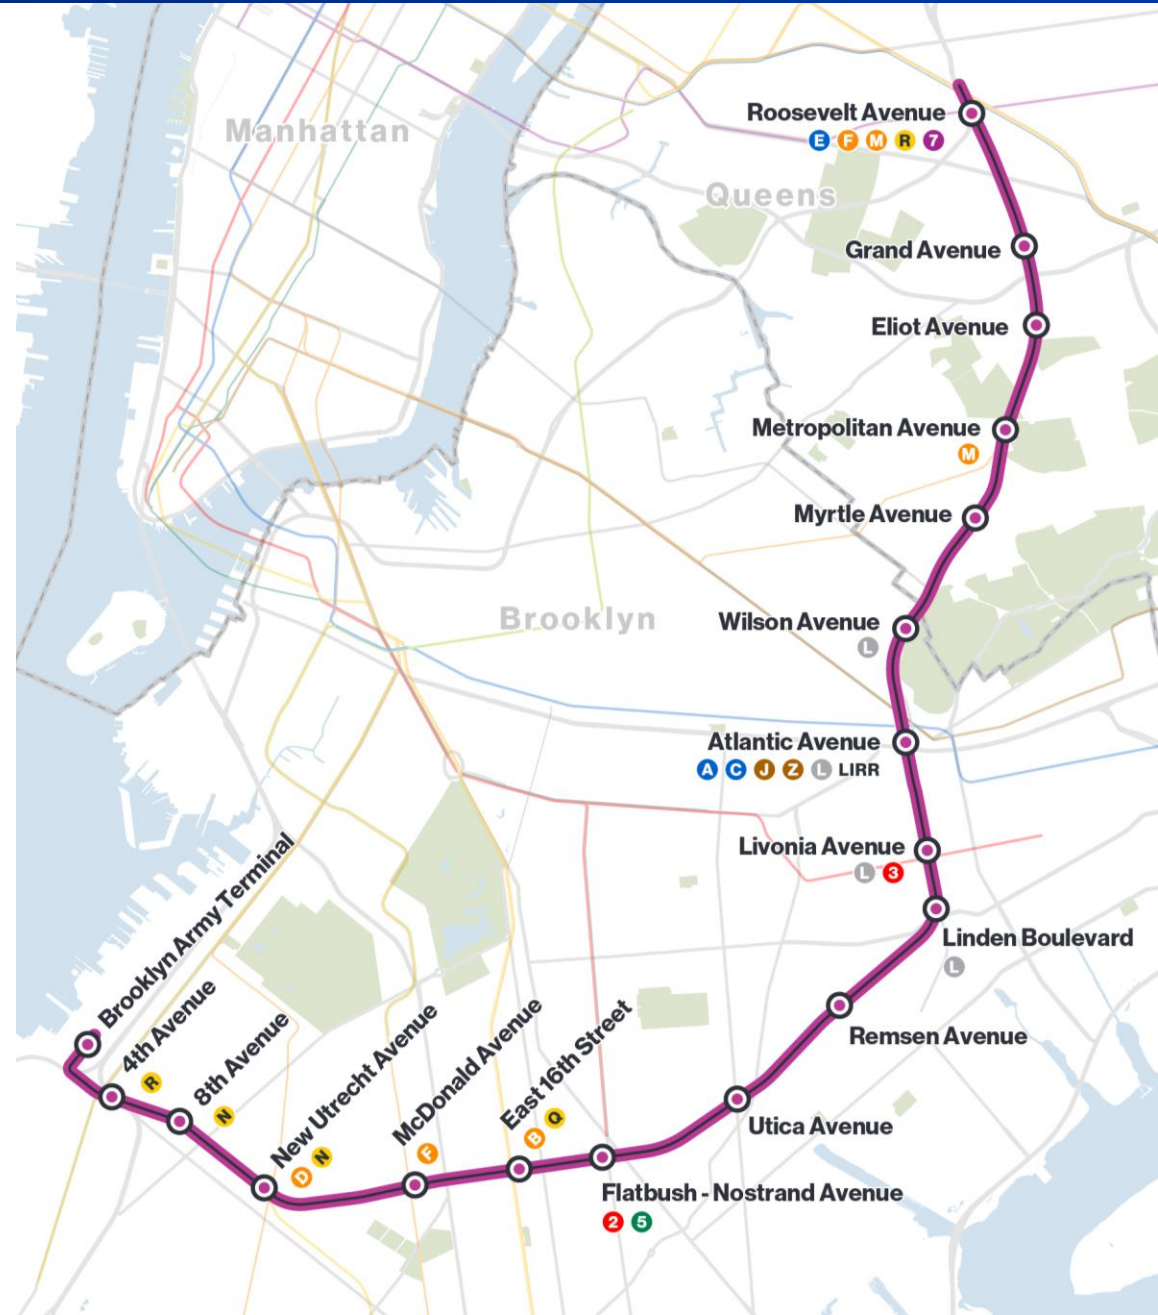 Manhattan
Roosevelt Avenue
E F M R 7
Queens
Grand Avenue
Eliot Avenue
Metropolitan Avenue
M
Myrtle Avenue
Brooklyn
Wilson Avenue
L
Atlantic Avenue
A C J Z L LIRR
Livonia Avenue
L 3
Linden Boulevard
L
Remsen Avenue
Utica Avenue
Flatbush - Nostrand Avenue
2 5
East 16th Street
B Q
McDonald Avenue
F
New Utrecht Avenue
D N
8th Avenue
N
4th Avenue
R
Brooklyn Army Terminal